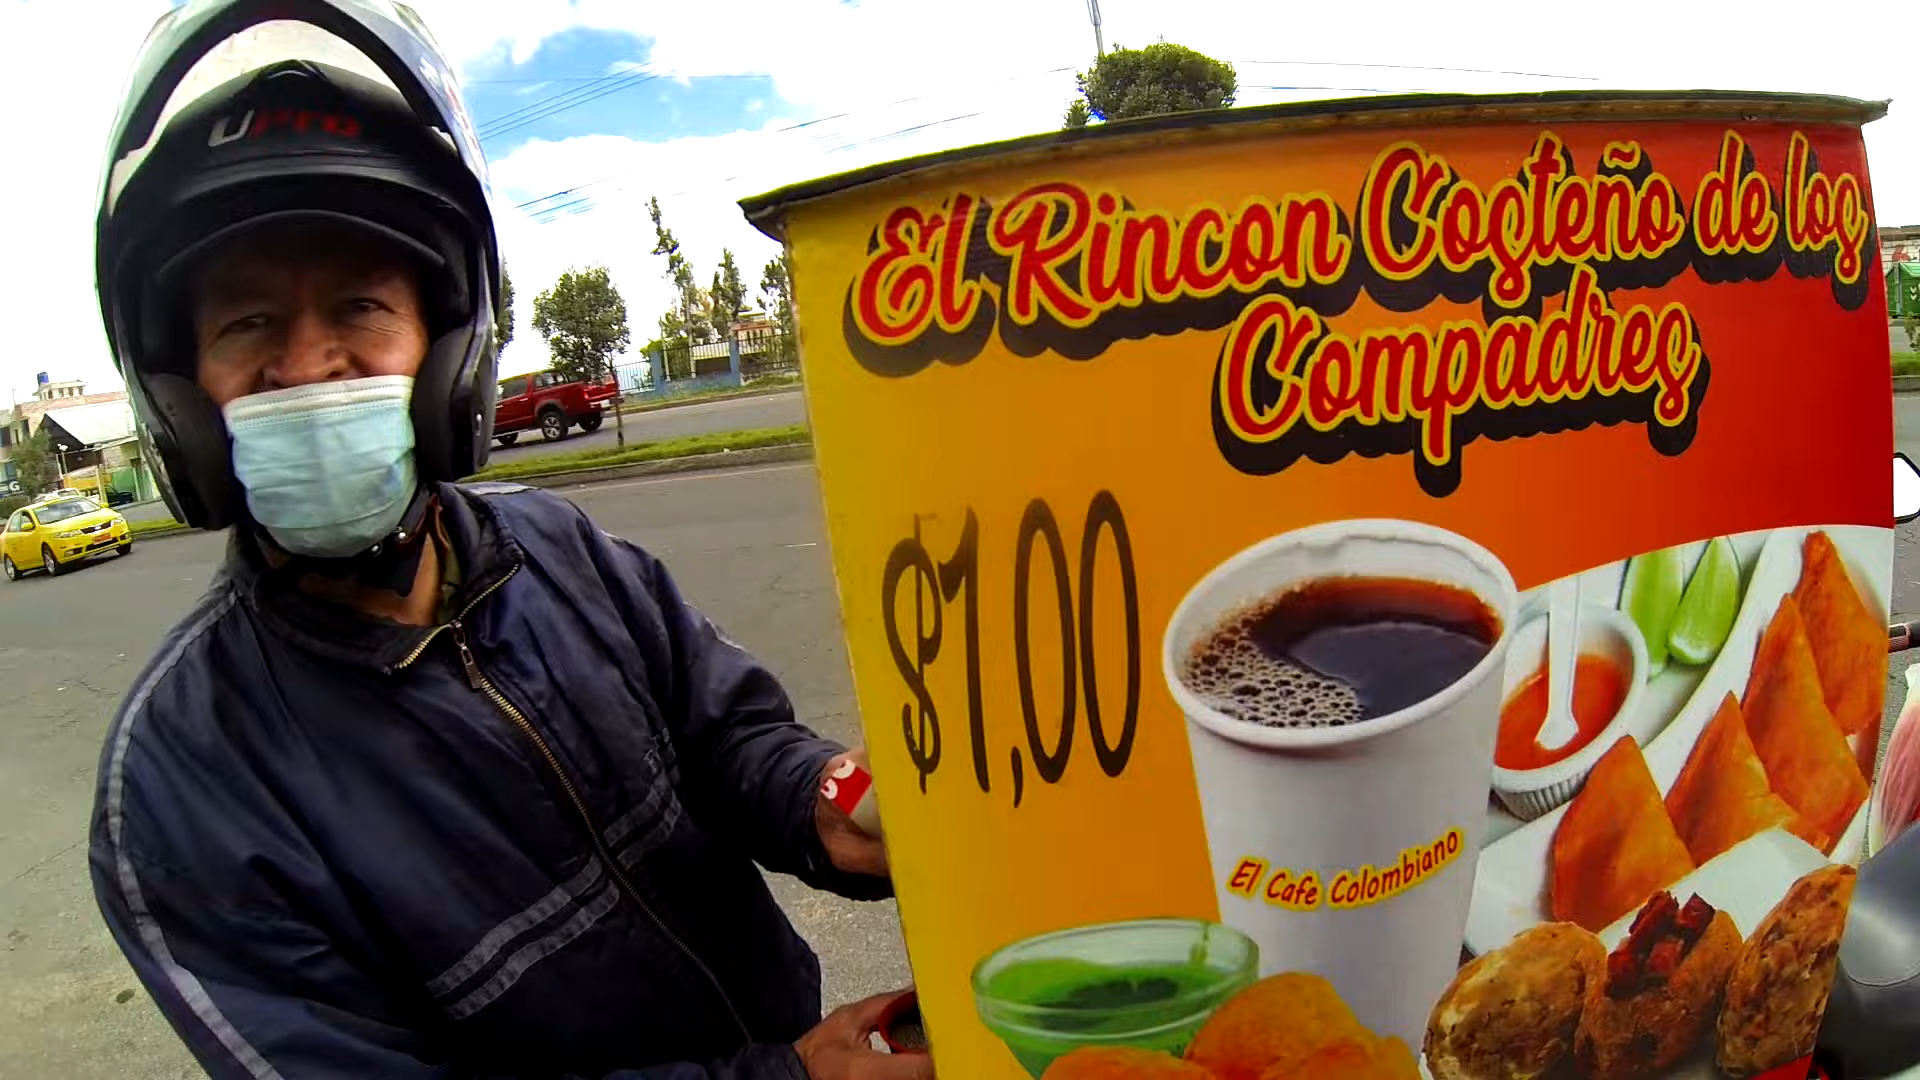 UPro
El Rincon Costeño de los
Compadres
$1,00
El Cafe Colombiano